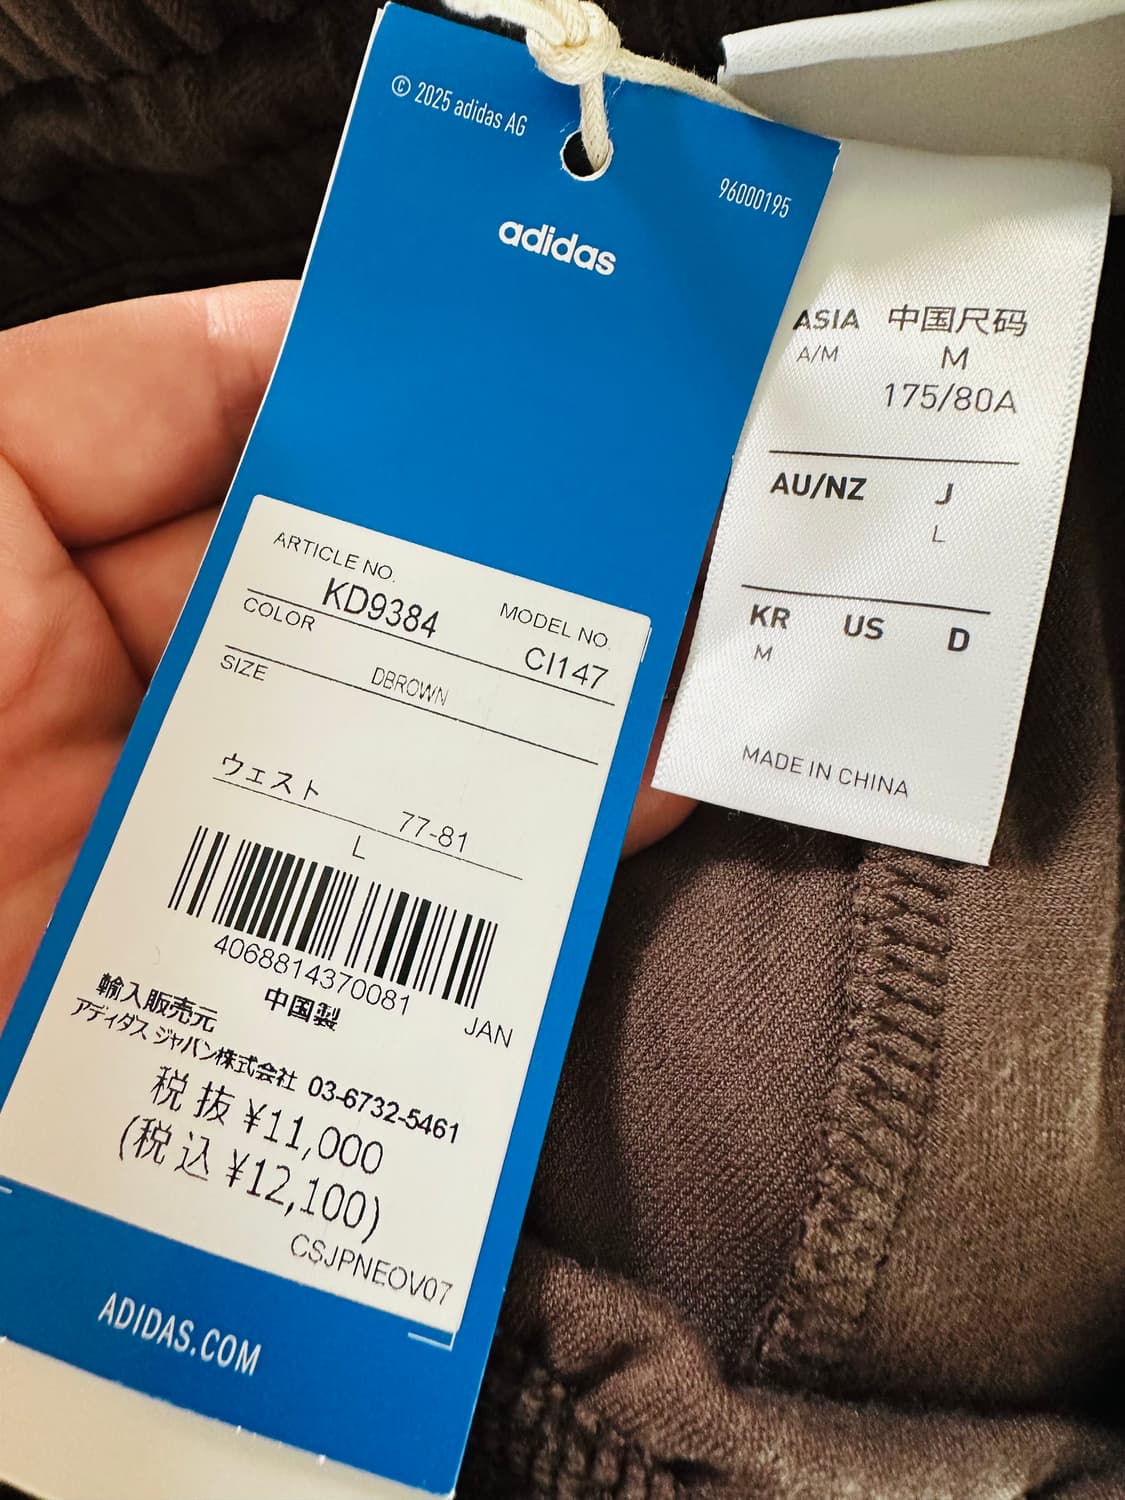 © 2025 adidas AG
96000195
adidas
ARTICLE NO.
KD9384
MODEL NO.
CI147
COLOR
DBROWN
SIZE
ウェスト
77-81
L
4068814370081
JAN
中国製
輸入販売元
アディダス ジャパン株式会社 03-6732-5461
税抜 ¥11,000
(税込 ¥12,100)
CSJPNEOV07
ADIDAS.COM
ASIA 中国尺码
A/M M
175/80A
AU/NZ J
L
KR US D
M
MADE IN CHINA